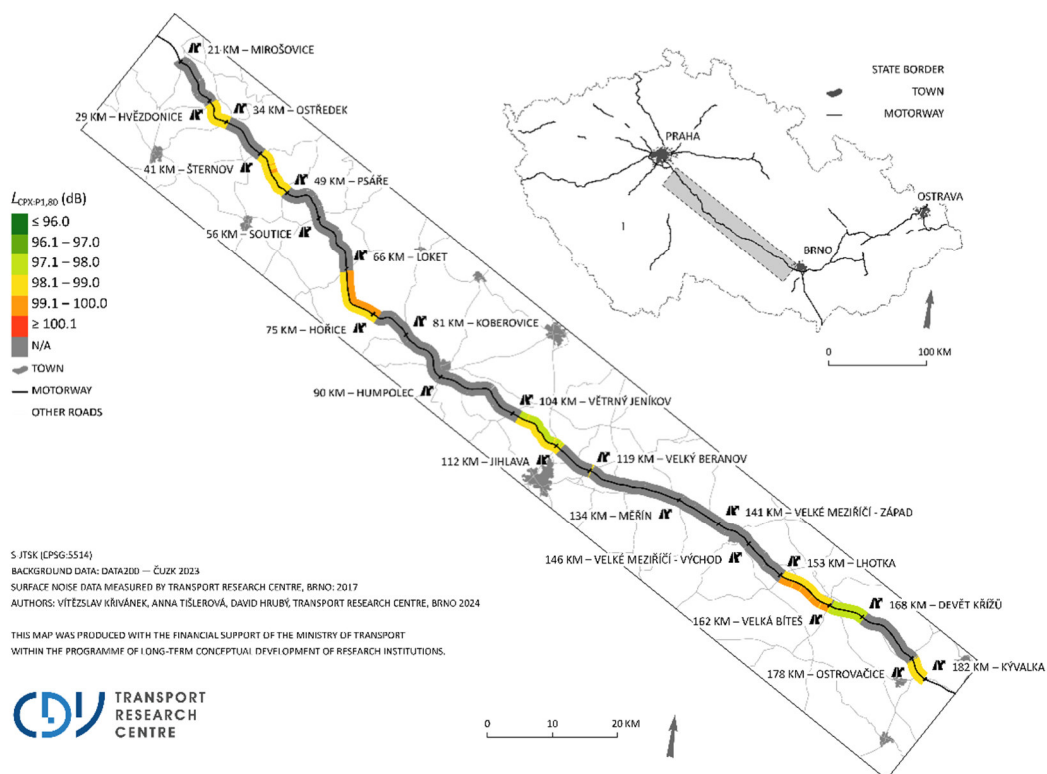 21 KM – MIROŠOVICE
29 KM – HVĚZDONICE
34 KM – OSTŘEDEK
41 KM – ŠTERNOV
49 KM – PSÁŘE
56 KM – SOUTICE
66 KM – LOKET
75 KM – HOŘICE
81 KM – KOBEROVICE
90 KM – HUMPOLEC
104 KM – VĚTRNÝ JENÍKOV
112 KM – JIHLAVA
119 KM – VELKÝ BERANOV
134 KM – MĚŘÍN
141 KM – VELKÉ MEZIŘÍČÍ - ZÁPAD
146 KM – VELKÉ MEZIŘÍČÍ - VÝCHOD
153 KM – LHOTKA
162 KM – VELKÁ BÍTEŠ
168 KM – DEVĚT KŘÍŽŮ
178 KM – OSTROVAČICE
182 KM – KÝVALKA
STATE BORDER
TOWN
MOTORWAY
PRAHA
OSTRAVA
BRNO
1
0 100 KM
LCPX:P1,80 (dB)
≤ 96.0
96.1 – 97.0
97.1 – 98.0
98.1 – 99.0
99.1 – 100.0
≥ 100.1
N/A
TOWN
MOTORWAY
OTHER ROADS
S JTSK (CPSG:5514)
BACKGROUND DATA: DATA200 — ČUZK 2023
SURFACE NOISE DATA MEASURED BY TRANSPORT RESEARCH CENTRE, BRNO: 2017
AUTHORS: VÍTĚZSLAV KŘIVÁNEK, ANNA TIŠLEROVÁ, DAVID HRUBÝ, TRANSPORT RESEARCH CENTRE, BRNO 2024
THIS MAP WAS PRODUCED WITH THE FINANCIAL SUPPORT OF THE MINISTRY OF TRANSPORT
WITHIN THE PROGRAMME OF LONG-TERM CONCEPTUAL DEVELOPMENT OF RESEARCH INSTITUTIONS.
CDV
TRANSPORT
RESEARCH
CENTRE
0 10 20 KM